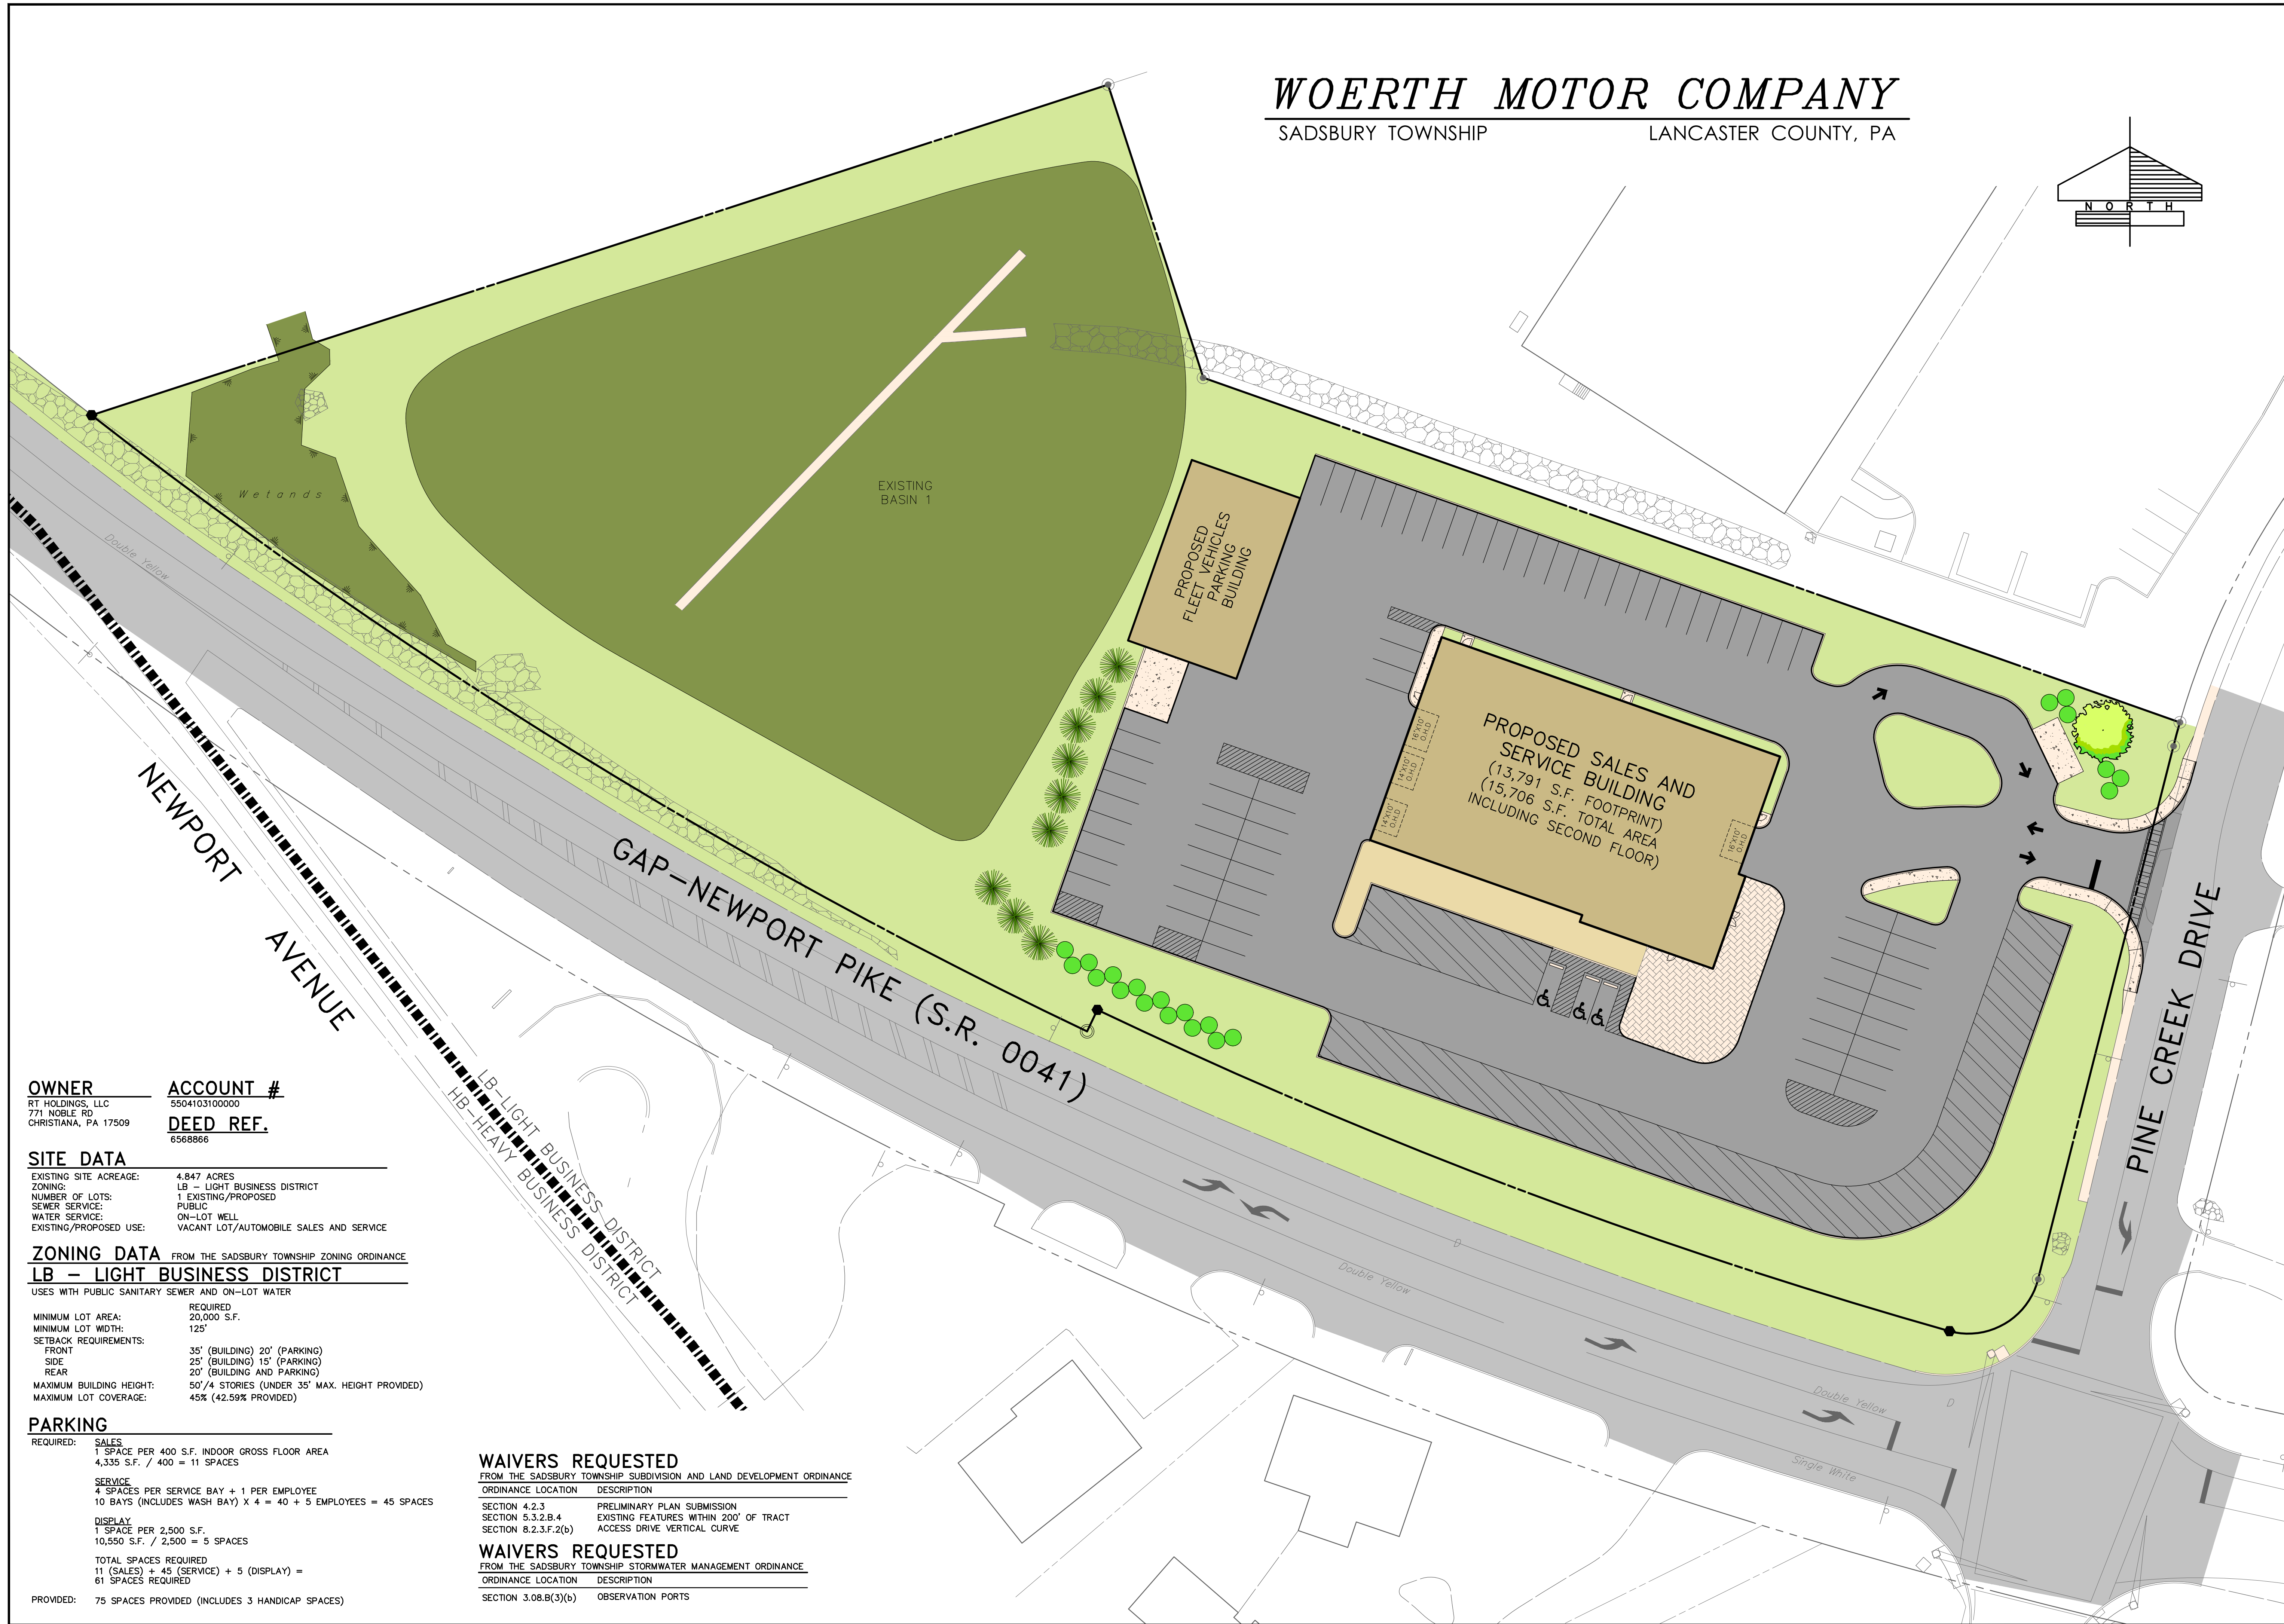 WOERTH MOTOR COMPANY
SADSBURY TOWNSHIP LANCASTER COUNTY, PA
NORTH
EXISTING
BASIN 1
Wetands
Double Yellow
PROPOSED
FLEET VEHICLES
PARKING
BUILDING
PROPOSED SALES AND
SERVICE BUILDING
(13,791 S.F. FOOTPRINT)
(15,706 S.F. TOTAL AREA
INCLUDING SECOND FLOOR)
16'X10'
O.H.D
14'X10'
O.H.D
14'X10'
O.H.D
16'X10'
O.H.D
NEWPORT
AVENUE
GAP-NEWPORT PIKE (S.R. 0041)
PINE CREEK DRIVE
LB-LIGHT BUSINESS DISTRICT
HB-HEAVY BUSINESS DISTRICT
D
Double Yellow
Double Yellow
D
Single White
OWNER
RT HOLDINGS, LLC
771 NOBLE RD
CHRISTIANA, PA 17509
ACCOUNT #
5504103100000
DEED REF.
6568866
SITE DATA
EXISTING SITE ACREAGE: 4.847 ACRES
ZONING: LB - LIGHT BUSINESS DISTRICT
NUMBER OF LOTS: 1 EXISTING/PROPOSED
SEWER SERVICE: PUBLIC
WATER SERVICE: ON-LOT WELL
EXISTING/PROPOSED USE: VACANT LOT/AUTOMOBILE SALES AND SERVICE
ZONING DATA FROM THE SADSBURY TOWNSHIP ZONING ORDINANCE
LB - LIGHT BUSINESS DISTRICT
USES WITH PUBLIC SANITARY SEWER AND ON-LOT WATER
REQUIRED
MINIMUM LOT AREA: 20,000 S.F.
MINIMUM LOT WIDTH: 125'
SETBACK REQUIREMENTS:
FRONT 35' (BUILDING) 20' (PARKING)
SIDE 25' (BUILDING) 15' (PARKING)
REAR 20' (BUILDING AND PARKING)
MAXIMUM BUILDING HEIGHT: 50'/4 STORIES (UNDER 35' MAX. HEIGHT PROVIDED)
MAXIMUM LOT COVERAGE: 45% (42.59% PROVIDED)
PARKING
REQUIRED: SALES
1 SPACE PER 400 S.F. INDOOR GROSS FLOOR AREA
4,335 S.F. / 400 = 11 SPACES
SERVICE
4 SPACES PER SERVICE BAY + 1 PER EMPLOYEE
10 BAYS (INCLUDES WASH BAY) X 4 = 40 + 5 EMPLOYEES = 45 SPACES
DISPLAY
1 SPACE PER 2,500 S.F.
10,550 S.F. / 2,500 = 5 SPACES
TOTAL SPACES REQUIRED
11 (SALES) + 45 (SERVICE) + 5 (DISPLAY) =
61 SPACES REQUIRED
PROVIDED: 75 SPACES PROVIDED (INCLUDES 3 HANDICAP SPACES)
WAIVERS REQUESTED
FROM THE SADSBURY TOWNSHIP SUBDIVISION AND LAND DEVELOPMENT ORDINANCE
ORDINANCE LOCATION DESCRIPTION
SECTION 4.2.3 PRELIMINARY PLAN SUBMISSION
SECTION 5.3.2.B.4 EXISTING FEATURES WITHIN 200' OF TRACT
SECTION 8.2.3.F.2(b) ACCESS DRIVE VERTICAL CURVE
WAIVERS REQUESTED
FROM THE SADSBURY TOWNSHIP STORMWATER MANAGEMENT ORDINANCE
ORDINANCE LOCATION DESCRIPTION
SECTION 3.08.B(3)(b) OBSERVATION PORTS